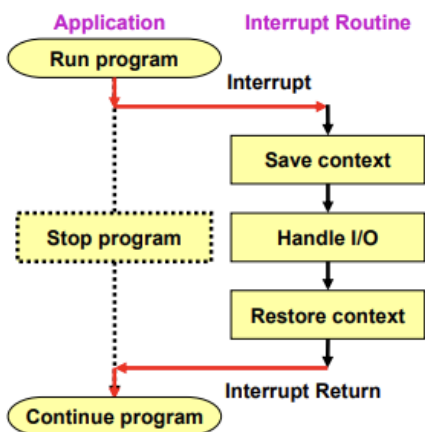 Application
Interrupt Routine
Run program
Interrupt
Save context
Stop program
Handle I/O
Restore context
Interrupt Return
Continue program